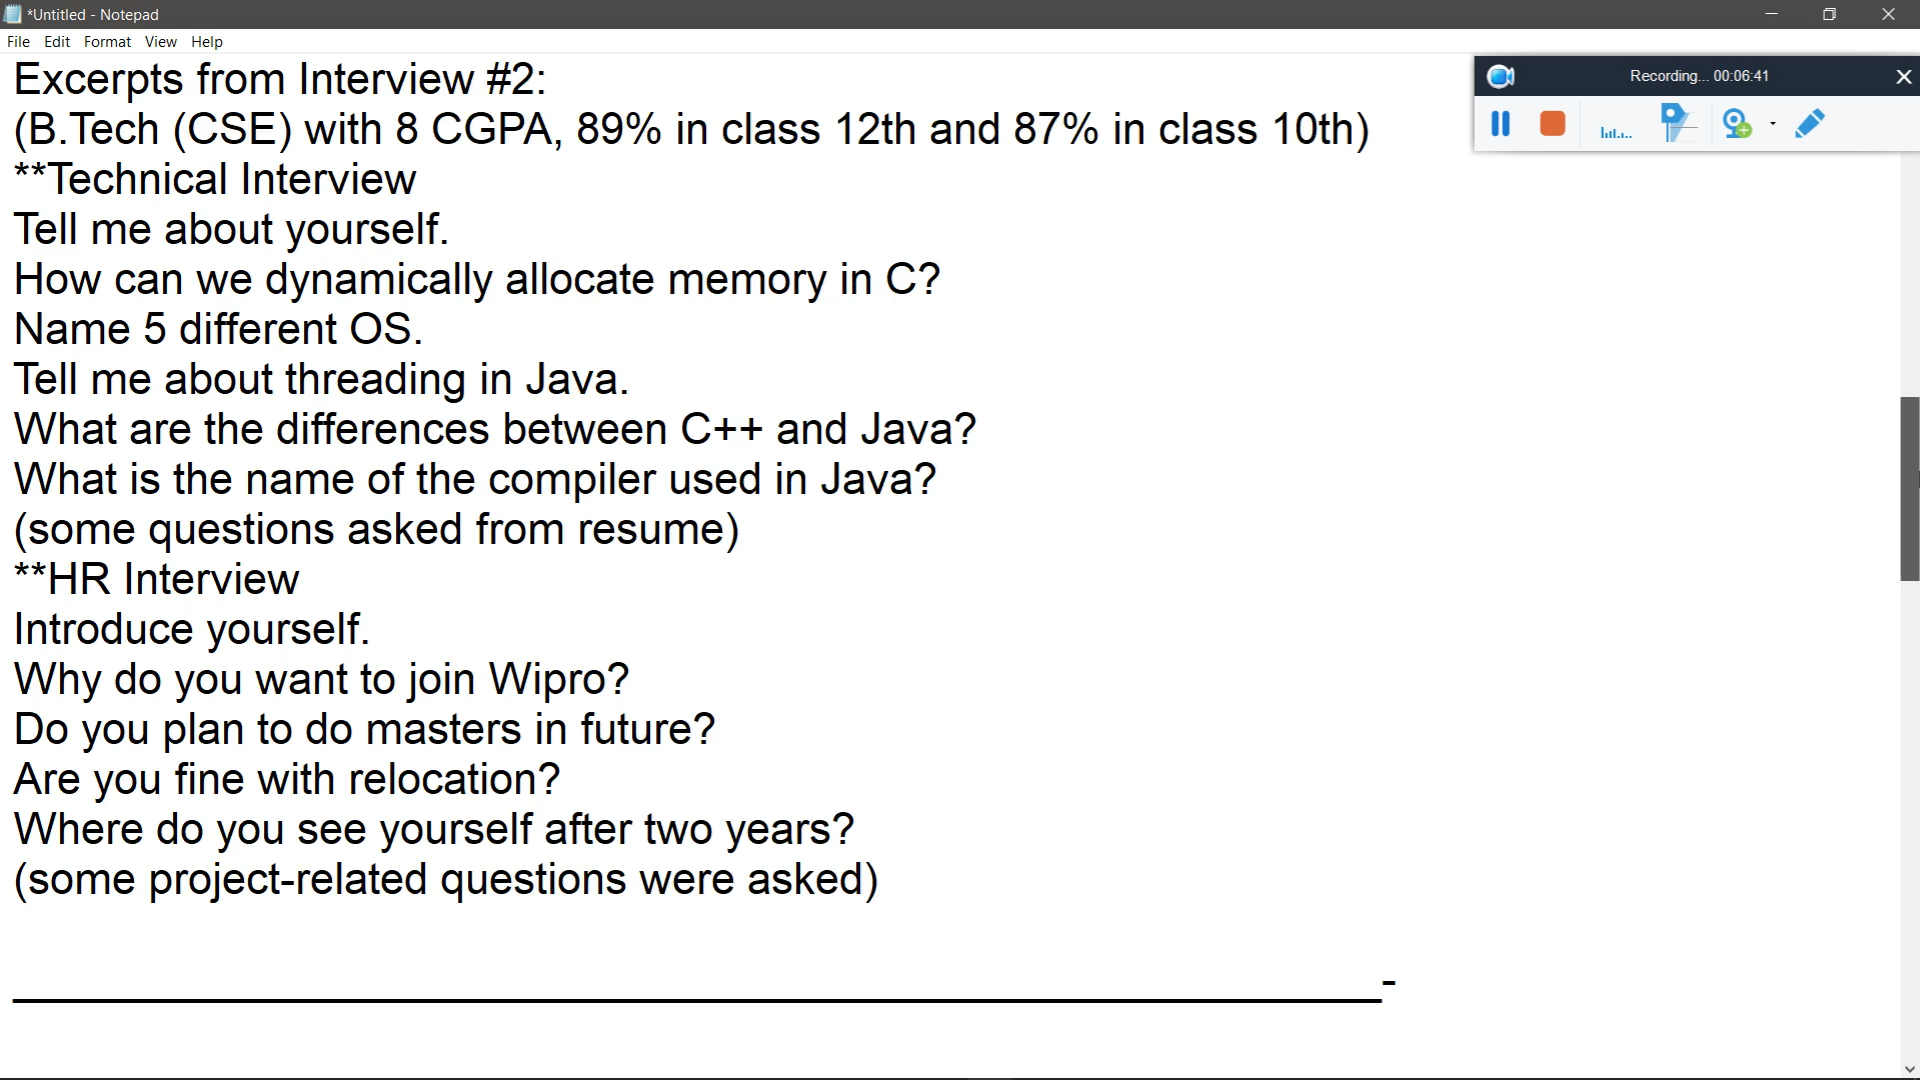 *Untitled - Notepad
File Edit Format View Help
Recording... 00:06:41
Excerpts from Interview #2:
(B.Tech (CSE) with 8 CGPA, 89% in class 12th and 87% in class 10th)
**Technical Interview
Tell me about yourself.
How can we dynamically allocate memory in C?
Name 5 different OS.
Tell me about threading in Java.
What are the differences between C++ and Java?
What is the name of the compiler used in Java?
(some questions asked from resume)
**HR Interview
Introduce yourself.
Why do you want to join Wipro?
Do you plan to do masters in future?
Are you fine with relocation?
Where do you see yourself after two years?
(some project-related questions were asked)